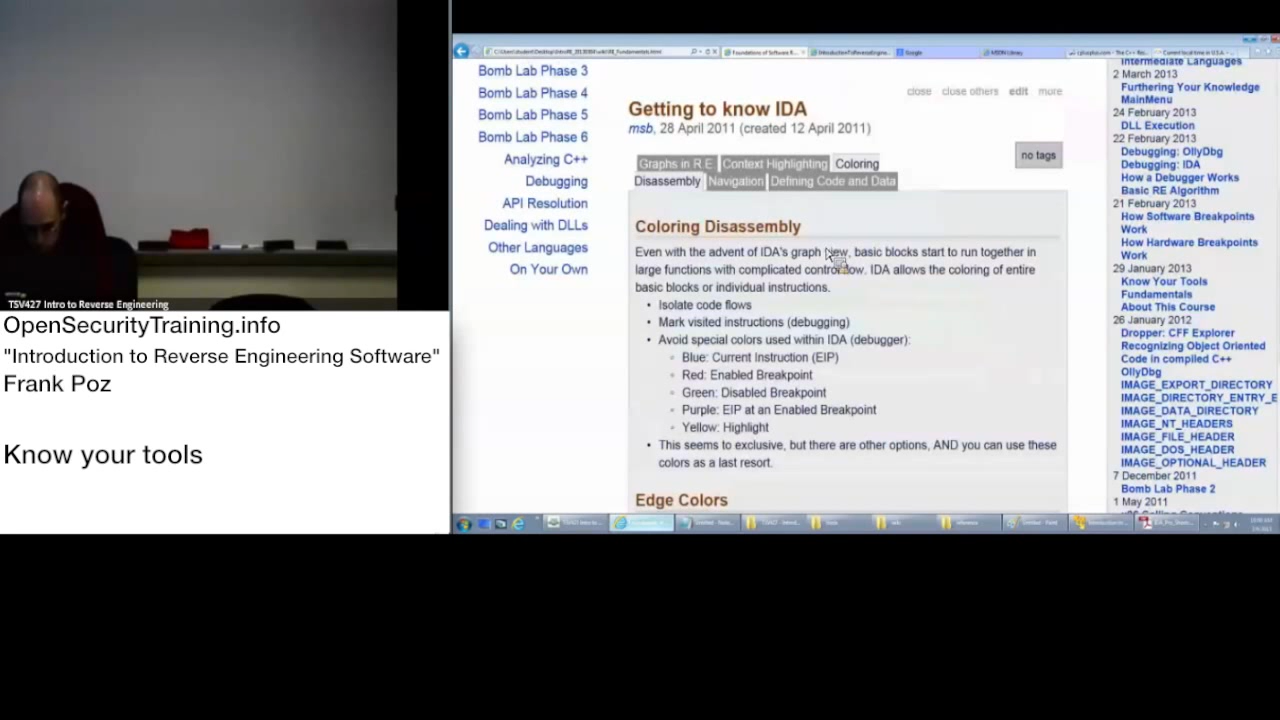 TSV427 Intro to Reverse Engineering
OpenSecurityTraining.info
"Introduction to Reverse Engineering Software"
Frank Poz
Know your tools
Bomb Lab Phase 3
Bomb Lab Phase 4
Bomb Lab Phase 5
Bomb Lab Phase 6
Analyzing C++
Debugging
API Resolution
Dealing with DLLs
Other Languages
On Your Own
Google
MSDN Library
close close others edit more
Getting to know IDA
msb, 28 April 2011 (created 12 April 2011)
no tags
Graphs in R.E. Context Highlighting Coloring
Disassembly Navigation Defining Code and Data
Coloring Disassembly
Even with the advent of IDA's graph view, basic blocks start to run together in
large functions with complicated control flow. IDA allows the coloring of entire
basic blocks or individual instructions.
• Isolate code flows
• Mark visited instructions (debugging)
• Avoid special colors used within IDA (debugger):
Blue: Current Instruction (EIP)
Red: Enabled Breakpoint
Green: Disabled Breakpoint
Purple: EIP at an Enabled Breakpoint
Yellow: Highlight
• This seems to exclusive, but there are other options, AND you can use these
colors as a last resort.
Edge Colors
Intermediate Languages
2 March 2013
Furthering Your Knowledge
MainMenu
24 February 2013
DLL Execution
22 February 2013
Debugging: OllyDbg
Debugging: IDA
How a Debugger Works
Basic RE Algorithm
21 February 2013
How Software Breakpoints
Work
How Hardware Breakpoints
Work
29 January 2013
Know Your Tools
Fundamentals
About This Course
26 January 2012
Dropper: CFF Explorer
Recognizing Object Oriented
Code in compiled C++
OllyDbg
IMAGE_EXPORT_DIRECTORY
IMAGE_DIRECTORY_ENTRY_E
IMAGE_DATA_DIRECTORY
IMAGE_NT_HEADERS
IMAGE_FILE_HEADER
IMAGE_DOS_HEADER
IMAGE_OPTIONAL_HEADER
7 December 2011
Bomb Lab Phase 2
1 May 2011